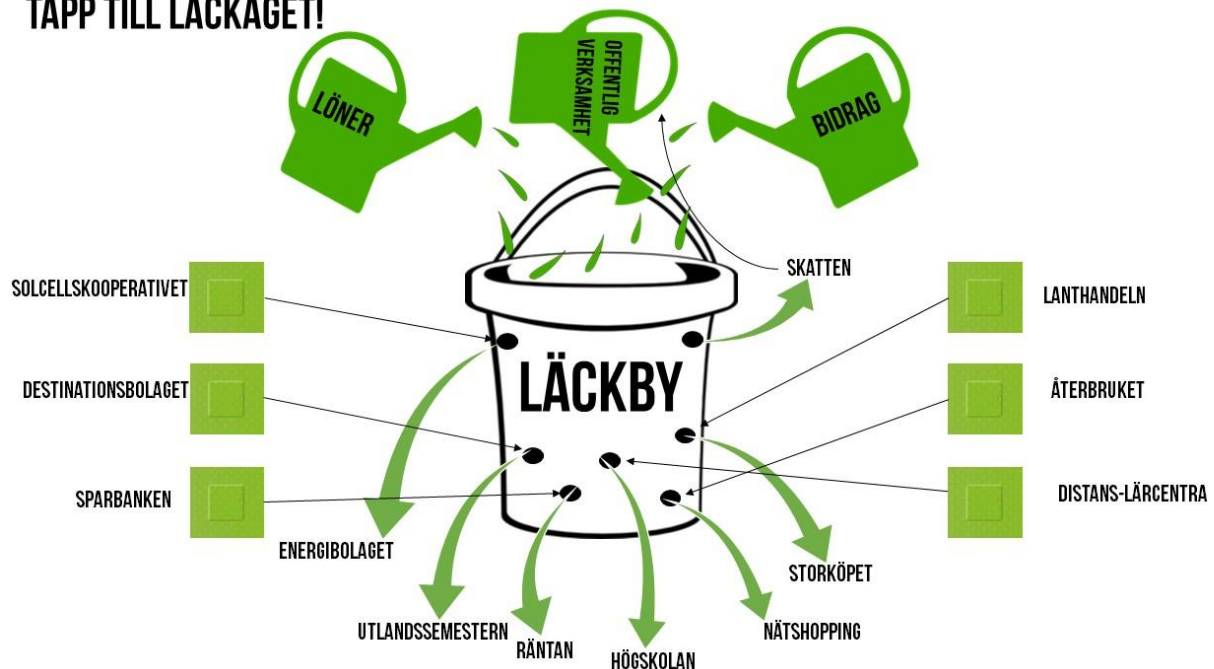 TÄPP TILL LÄCKAGET!
LÖNER
OFFENTLIG
VERKSAMHET
BIDRAG
SKATTEN
SOLCELLSKOOPERATIVET
LANTHANDELN
LÄCKBY
DESTINATIONSBOLAGET
ÅTERBRUKET
SPARBANKEN
DISTANS-LÄRCENTRA
ENERGIBOLAGET
STORKÖPET
UTLANDSSEMESTERN
RÄNTAN
HÖGSKOLAN
NÄTSHOPPING